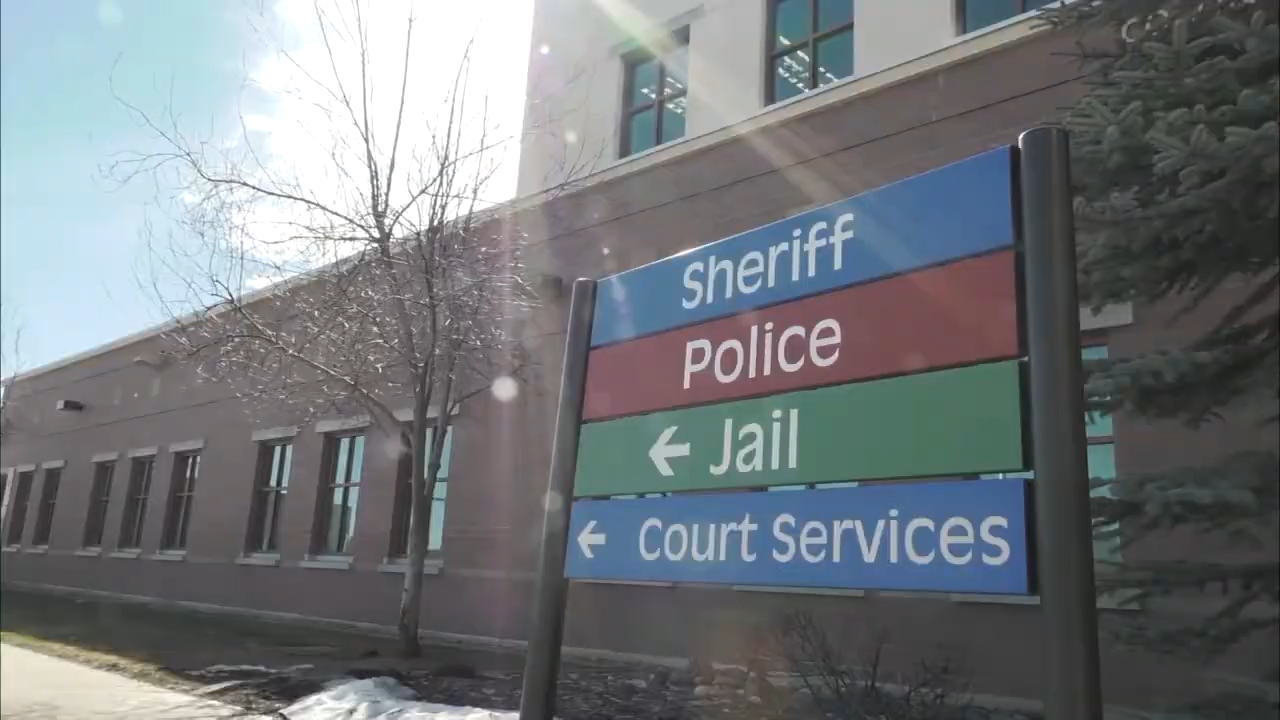 Sheriff
Police
← Jail
← Court Services